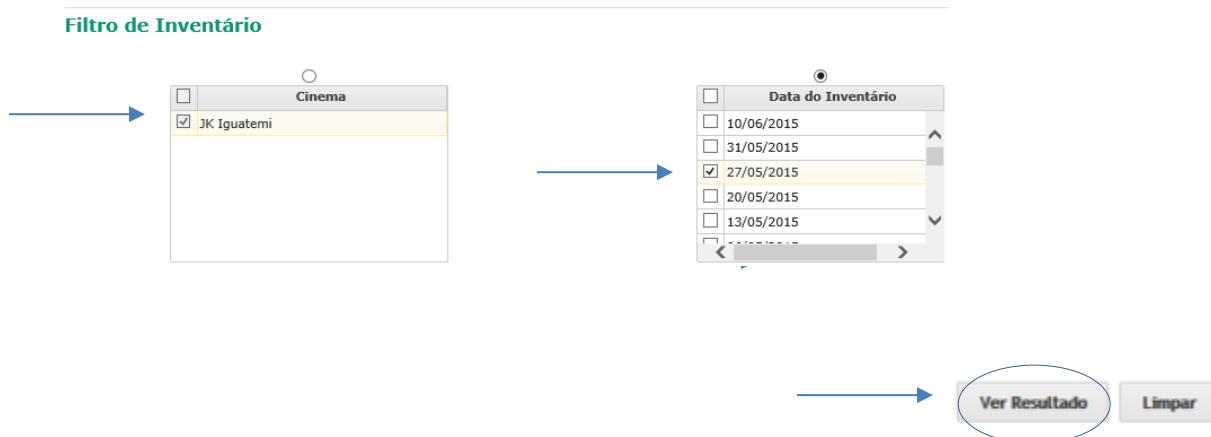 Filtro de Inventário
Cinema
JK Iguatemi
Data do Inventário
10/06/2015
31/05/2015
27/05/2015
20/05/2015
13/05/2015
Ver Resultado
Limpar